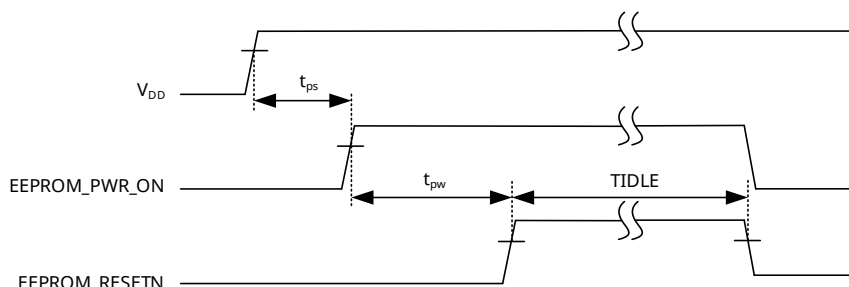 t_ps
V_DD
t_pw TIDLE
EEPROM_PWR_ON
EEPROM_RESETN